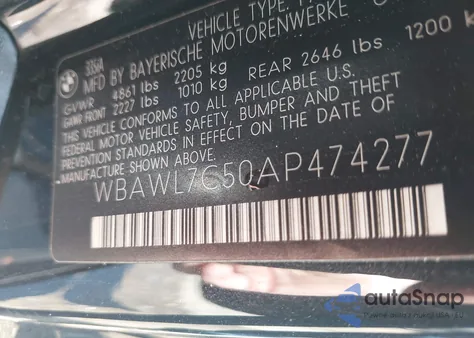 VEHICLE TYPE:
336A
MFD BY BAYERISCHE MOTORENWERKE
GVWR 4861 lbs 2205 kg
GAWR FRONT 2227 lbs 1010 kg REAR 2646 lbs 1200
THIS VEHICLE CONFORMS TO ALL APPLICABLE U.S.
FEDERAL MOTOR VEHICLE SAFETY, BUMPER AND THEFT
PREVENTION STANDARDS IN EFFECT ON THE DATE OF
MANUFACTURE SHOWN ABOVE.
WBAWL7C50AP474277
autoSnap